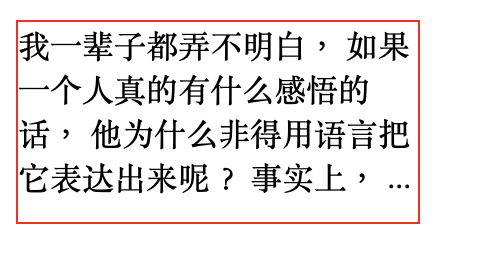 我一辈子都弄不明白，如果
一个人真的有什么感悟的
话，他为什么非得用语言把
它表达出来呢？事实上，...